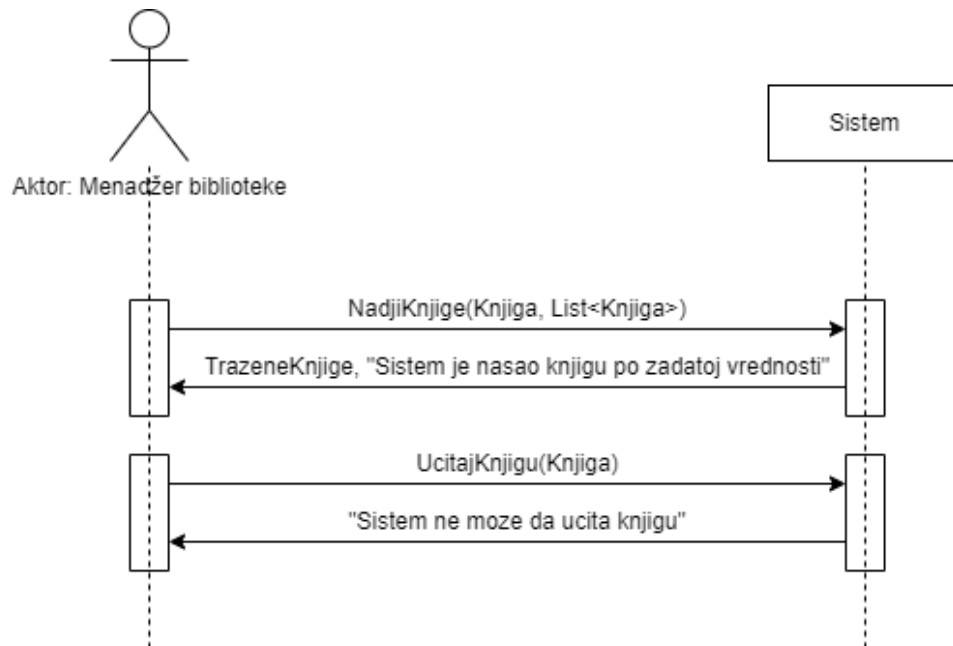 Sistem
Aktor: Menadžer biblioteke
NadjiKnjige(Knjiga, List<Knjiga>)
TrazeneKnjige, "Sistem je nasao knjigu po zadatoj vrednosti"
UcitajKnjigu(Knjiga)
"Sistem ne moze da ucita knjigu"